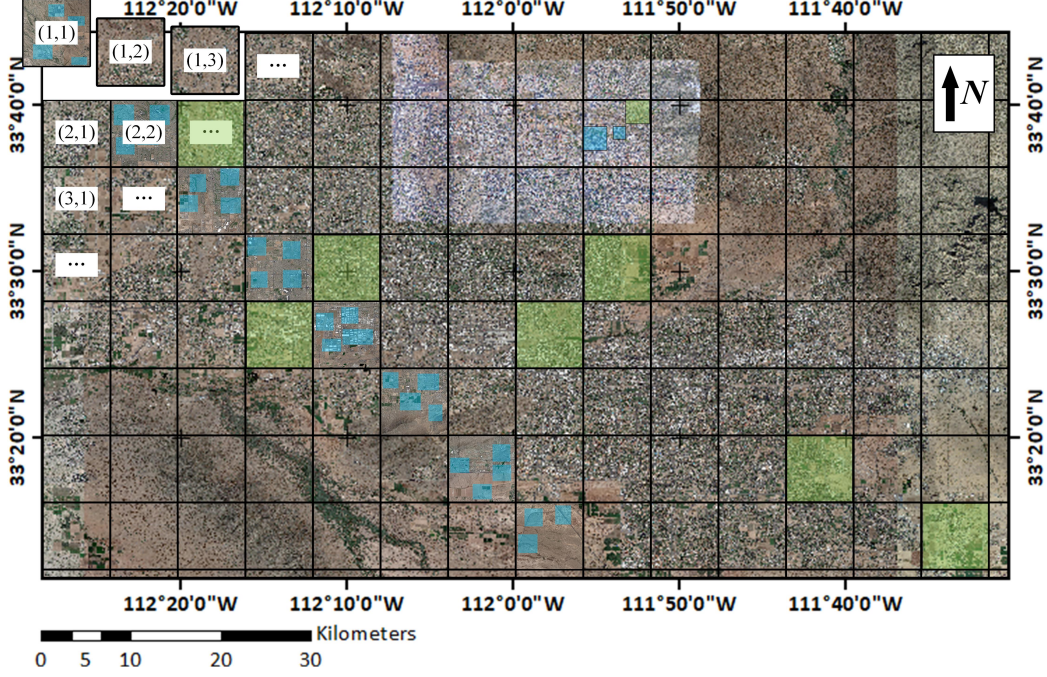 112°20'0"W 112°10'0"W 112°0'0"W 111°50'0"W 111°40'0"W
(1,1) (1,2) (1,3) ...
N
33°40'0"N 33°40'0"N
(2,1) (2,2) ...
(3,1) ...
...
33°30'0"N 33°30'0"N
33°20'0"N 33°20'0"N
112°20'0"W 112°10'0"W 112°0'0"W 111°50'0"W 111°40'0"W
Kilometers
0 5 10 20 30